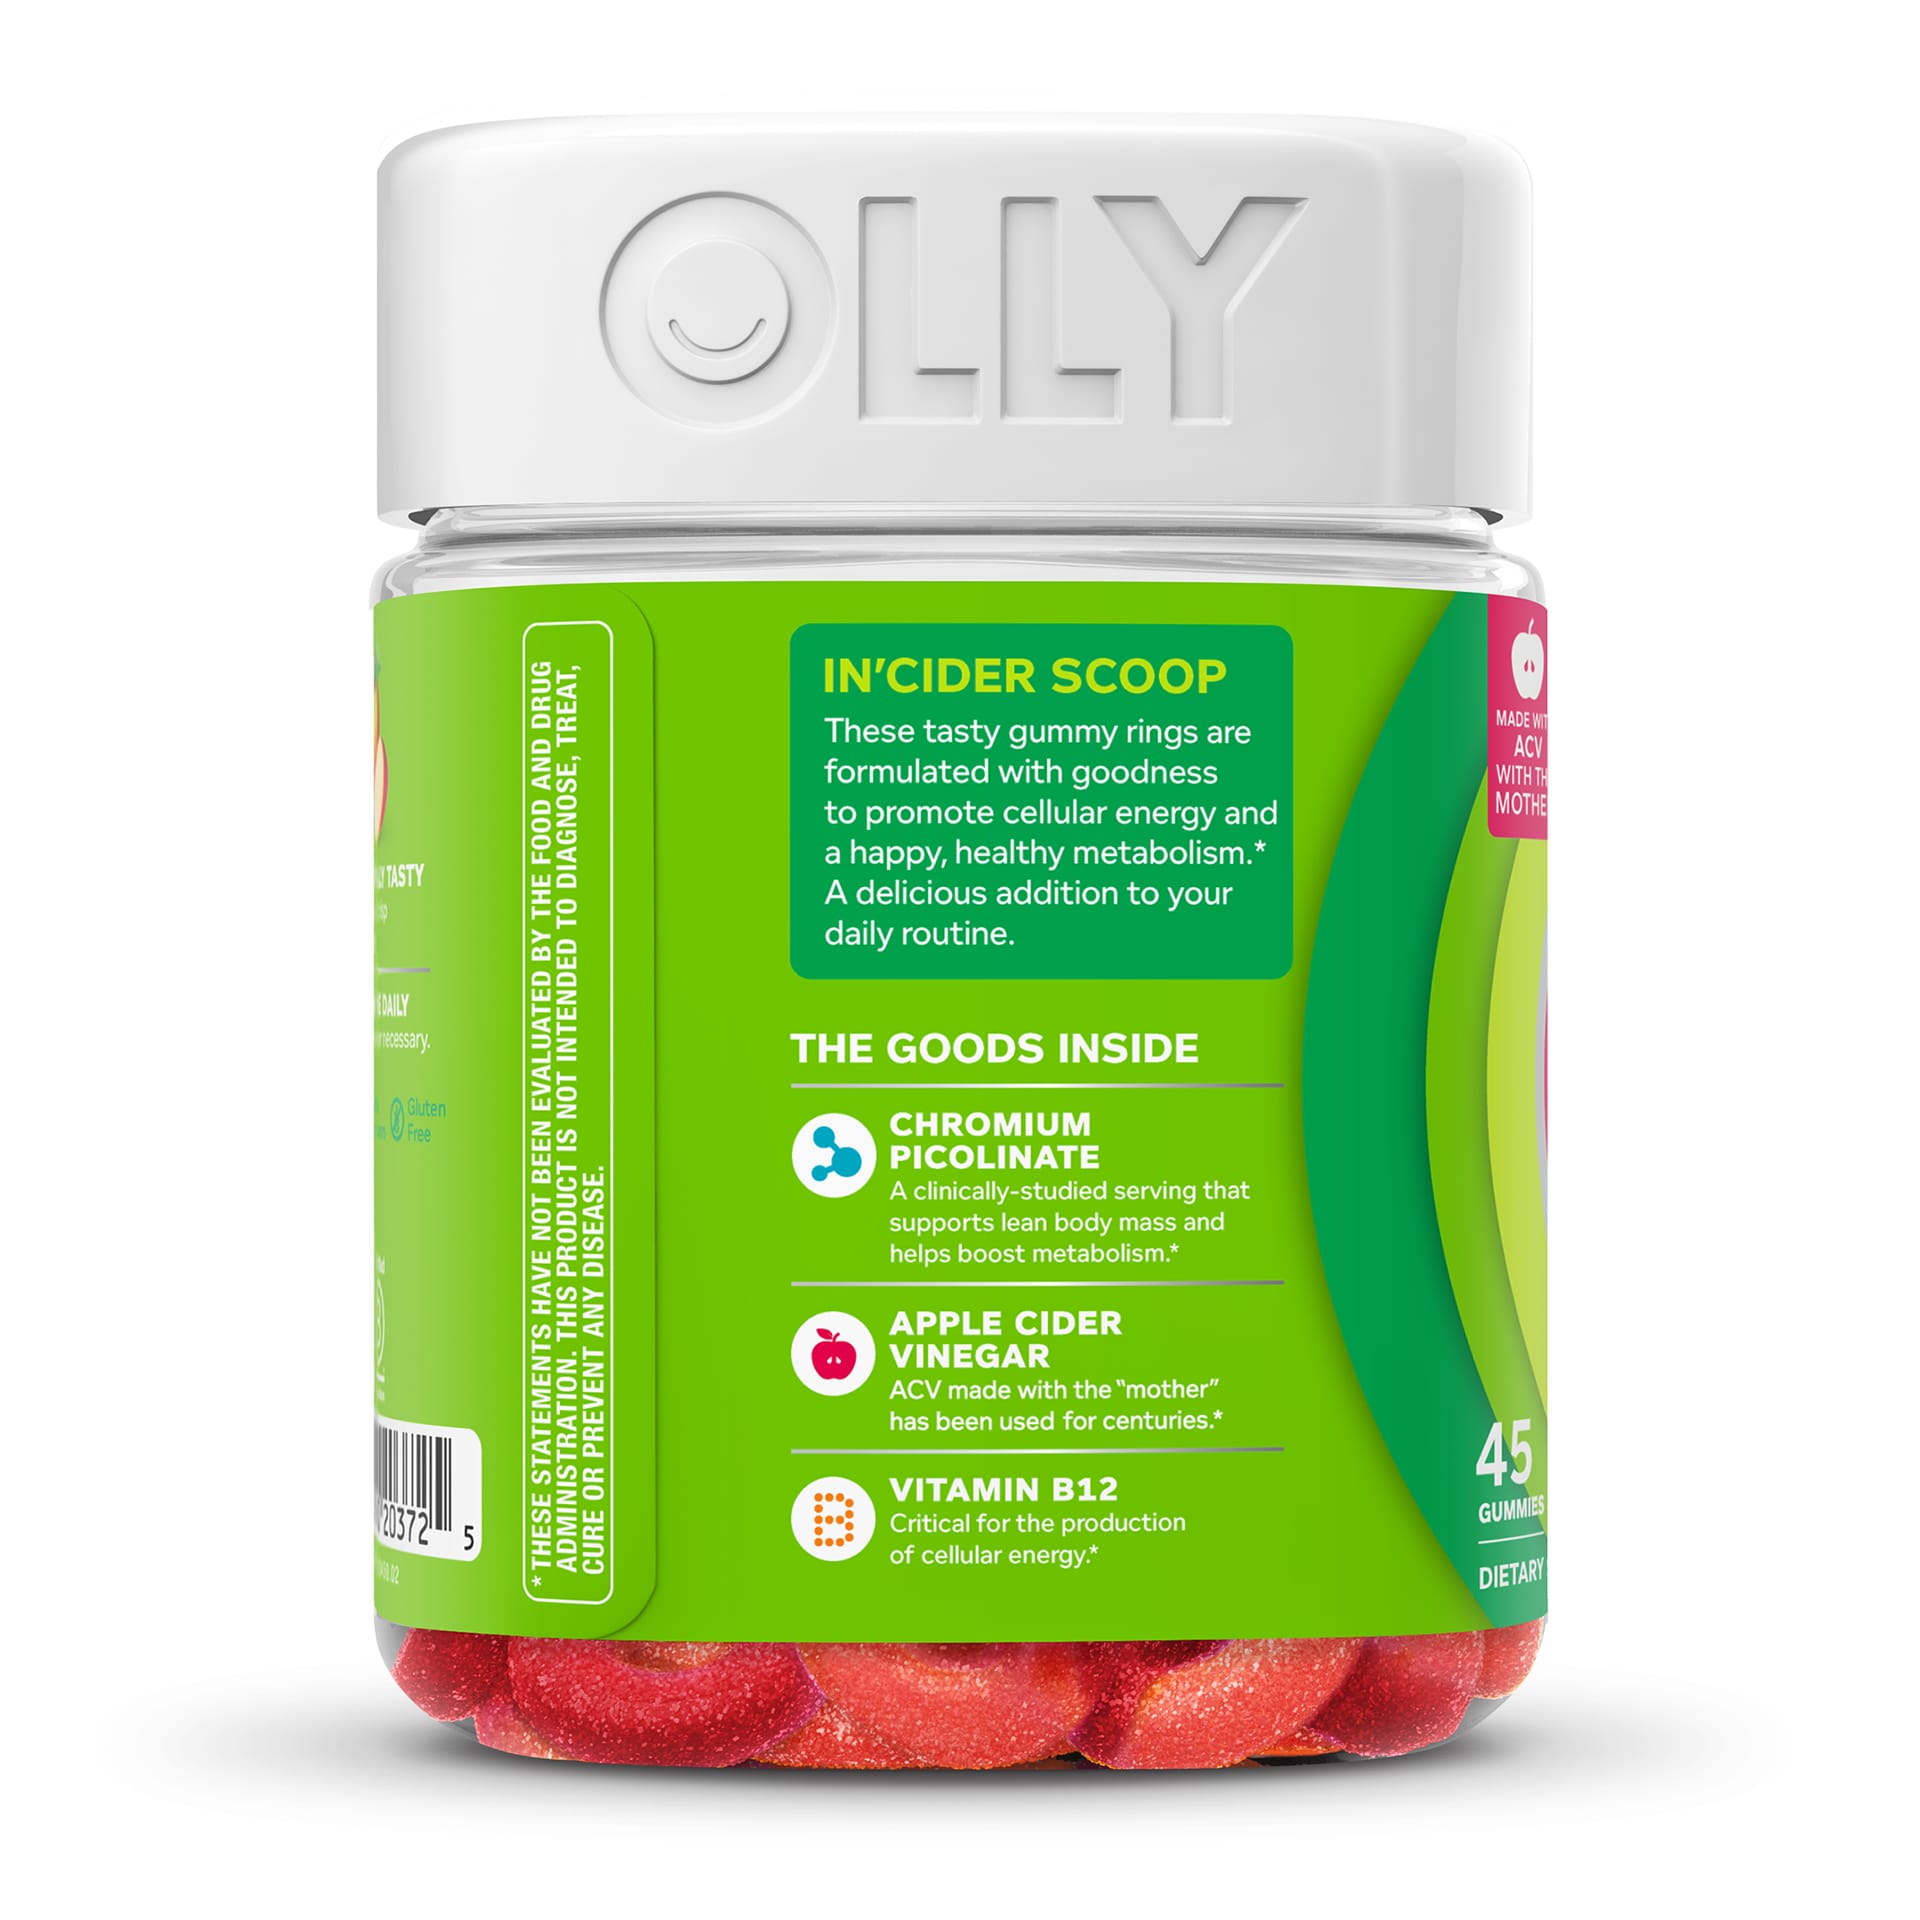 OLLY
TASTY
DAILY
necessary.
Gluten
Free
20372
5
*THESE STATEMENTS HAVE NOT BEEN EVALUATED BY THE FOOD AND DRUG
ADMINISTRATION. THIS PRODUCT IS NOT INTENDED TO DIAGNOSE, TREAT,
CURE OR PREVENT ANY DISEASE.
IN'CIDER SCOOP
These tasty gummy rings are
formulated with goodness
to promote cellular energy and
a happy, healthy metabolism.*
A delicious addition to your
daily routine.
THE GOODS INSIDE
CHROMIUM
PICOLINATE
A clinically-studied serving that
supports lean body mass and
helps boost metabolism.*
APPLE CIDER
VINEGAR
ACV made with the "mother"
has been used for centuries.*
VITAMIN B12
Critical for the production
of cellular energy.*
MADE
ACV
WITH
45
GUMMIES
DIETARY